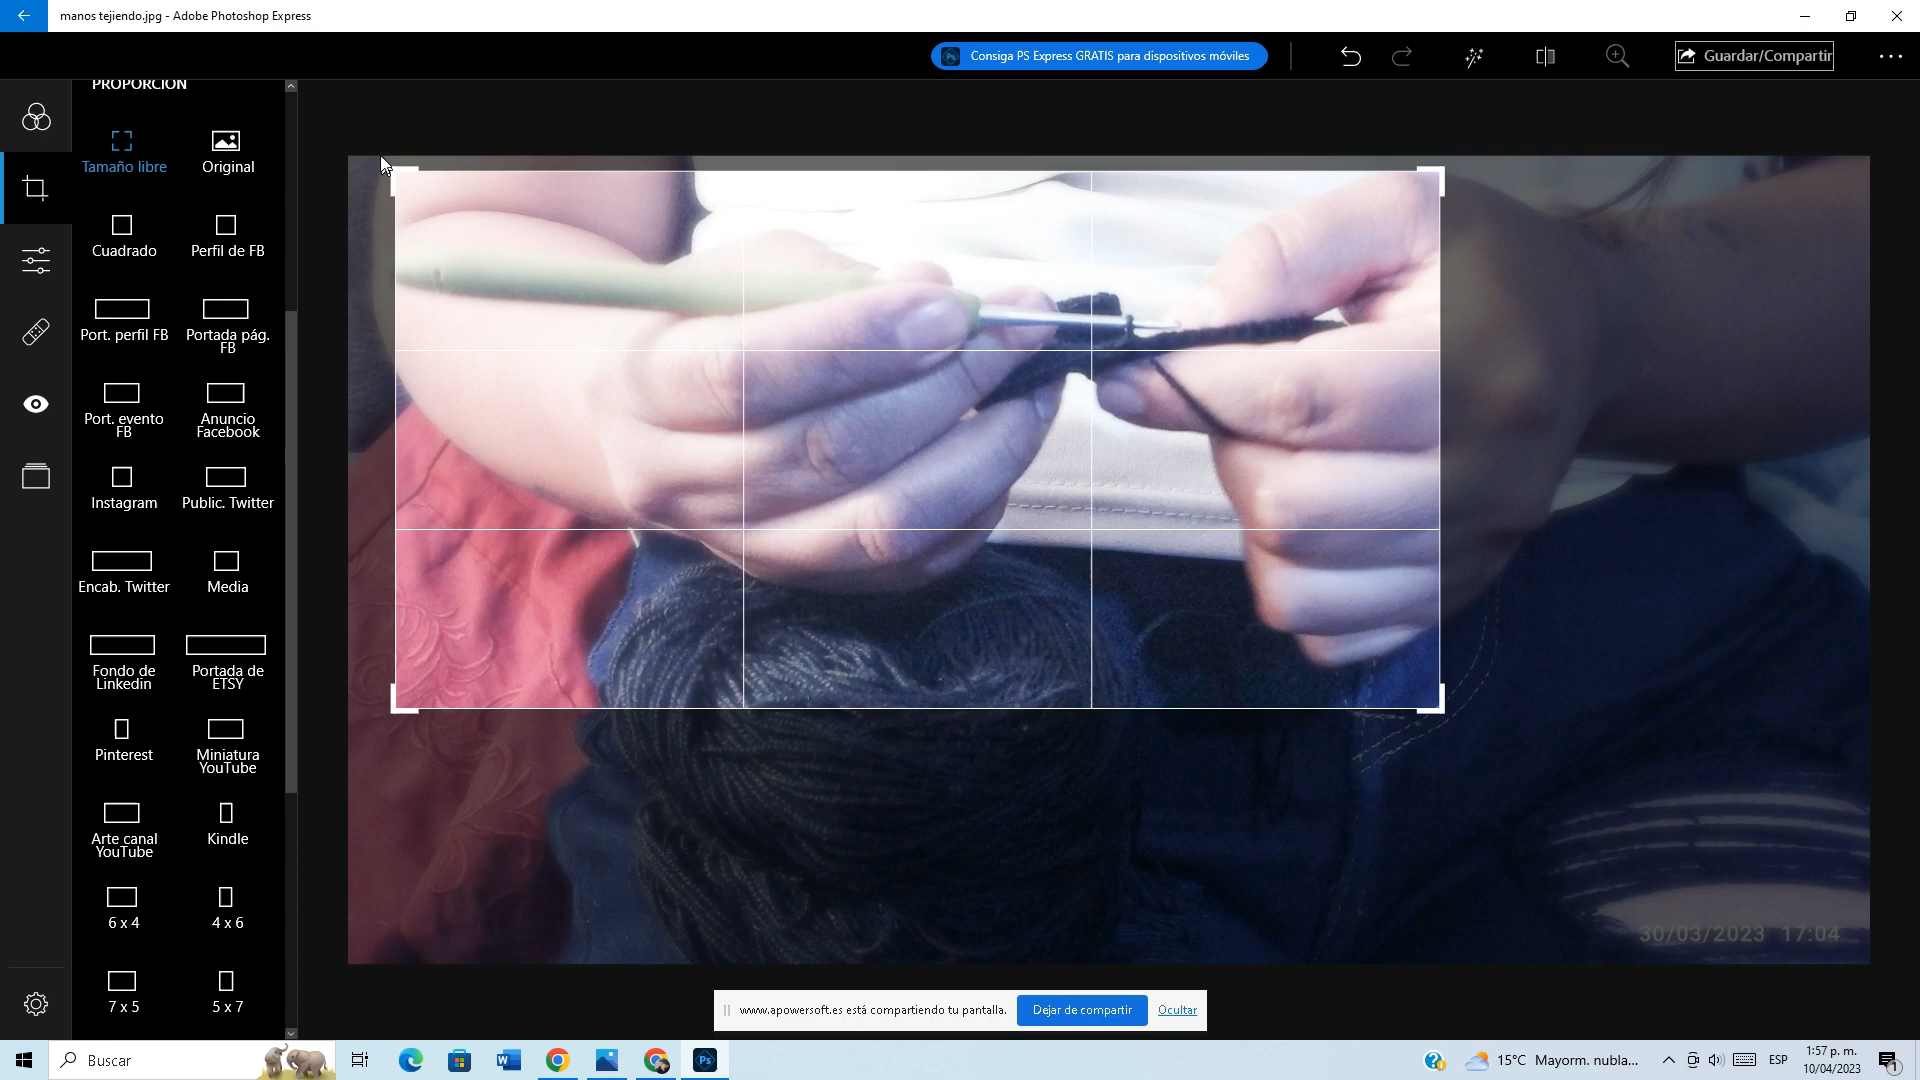 manos tejiendo.jpg - Adobe Photoshop Express
Ps Consiga PS Express GRATIS para dispositivos móviles
Guardar/Compartir
PROPORCIÓN
Tamaño libre
Original
Cuadrado
Perfil de FB
Port. perfil FB
Portada pág.
FB
Port. evento
FB
Anuncio
Facebook
Instagram
Public. Twitter
Encab. Twitter
Media
Fondo de
Linkedin
Portada de
ETSY
Pinterest
Miniatura
YouTube
Arte canal
YouTube
Kindle
6 x 4
4 x 6
7 x 5
5 x 7
30/03/2023 17:04
www.apowersoft.es está compartiendo tu pantalla.
Dejar de compartir
Ocultar
Buscar
W
Ps
15°C Mayorm. nubla...
ESP
1:57 p. m.
10/04/2023
1